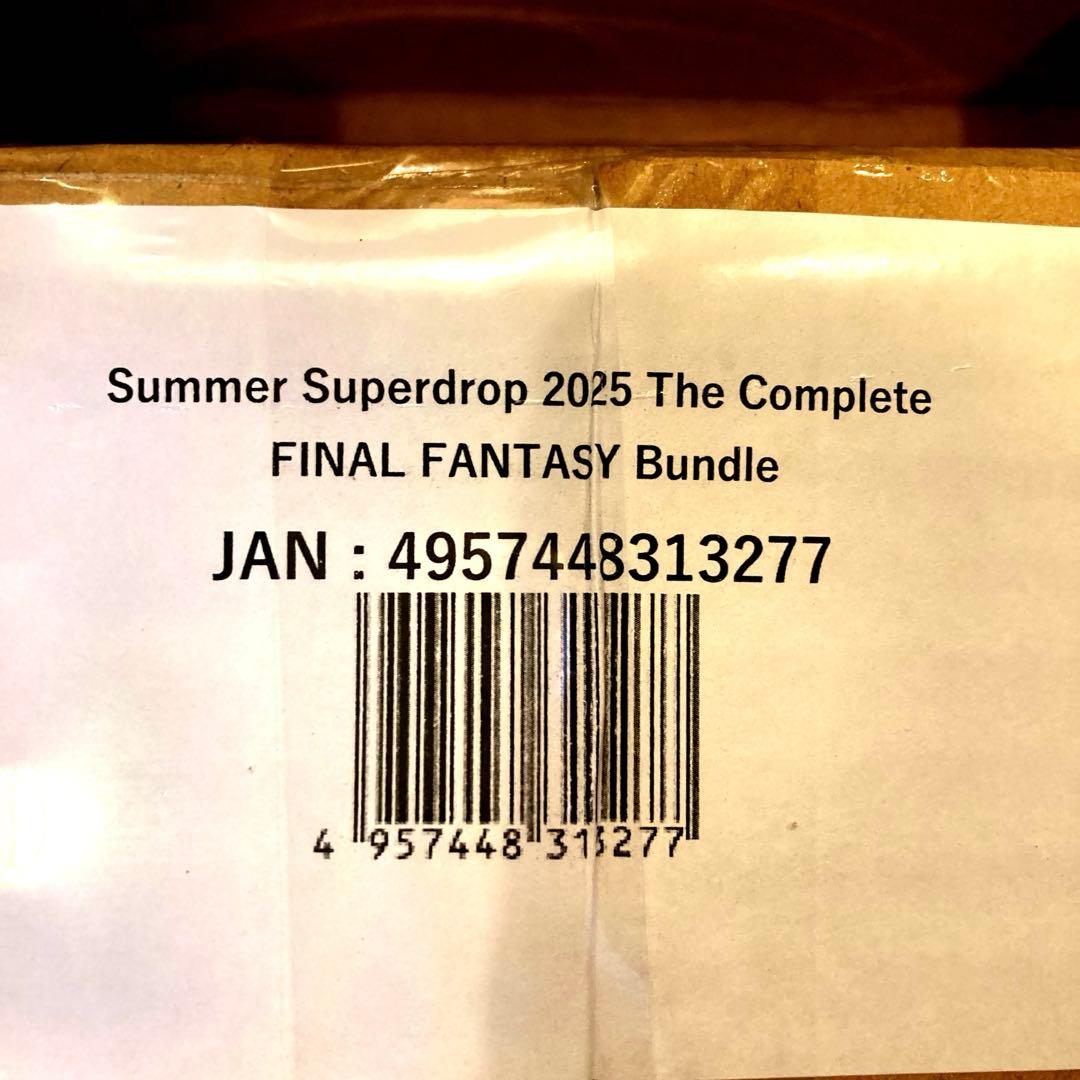 Summer Superdrop 2025 The Complete
FINAL FANTASY Bundle
JAN : 4957448313277
4 957448 313277